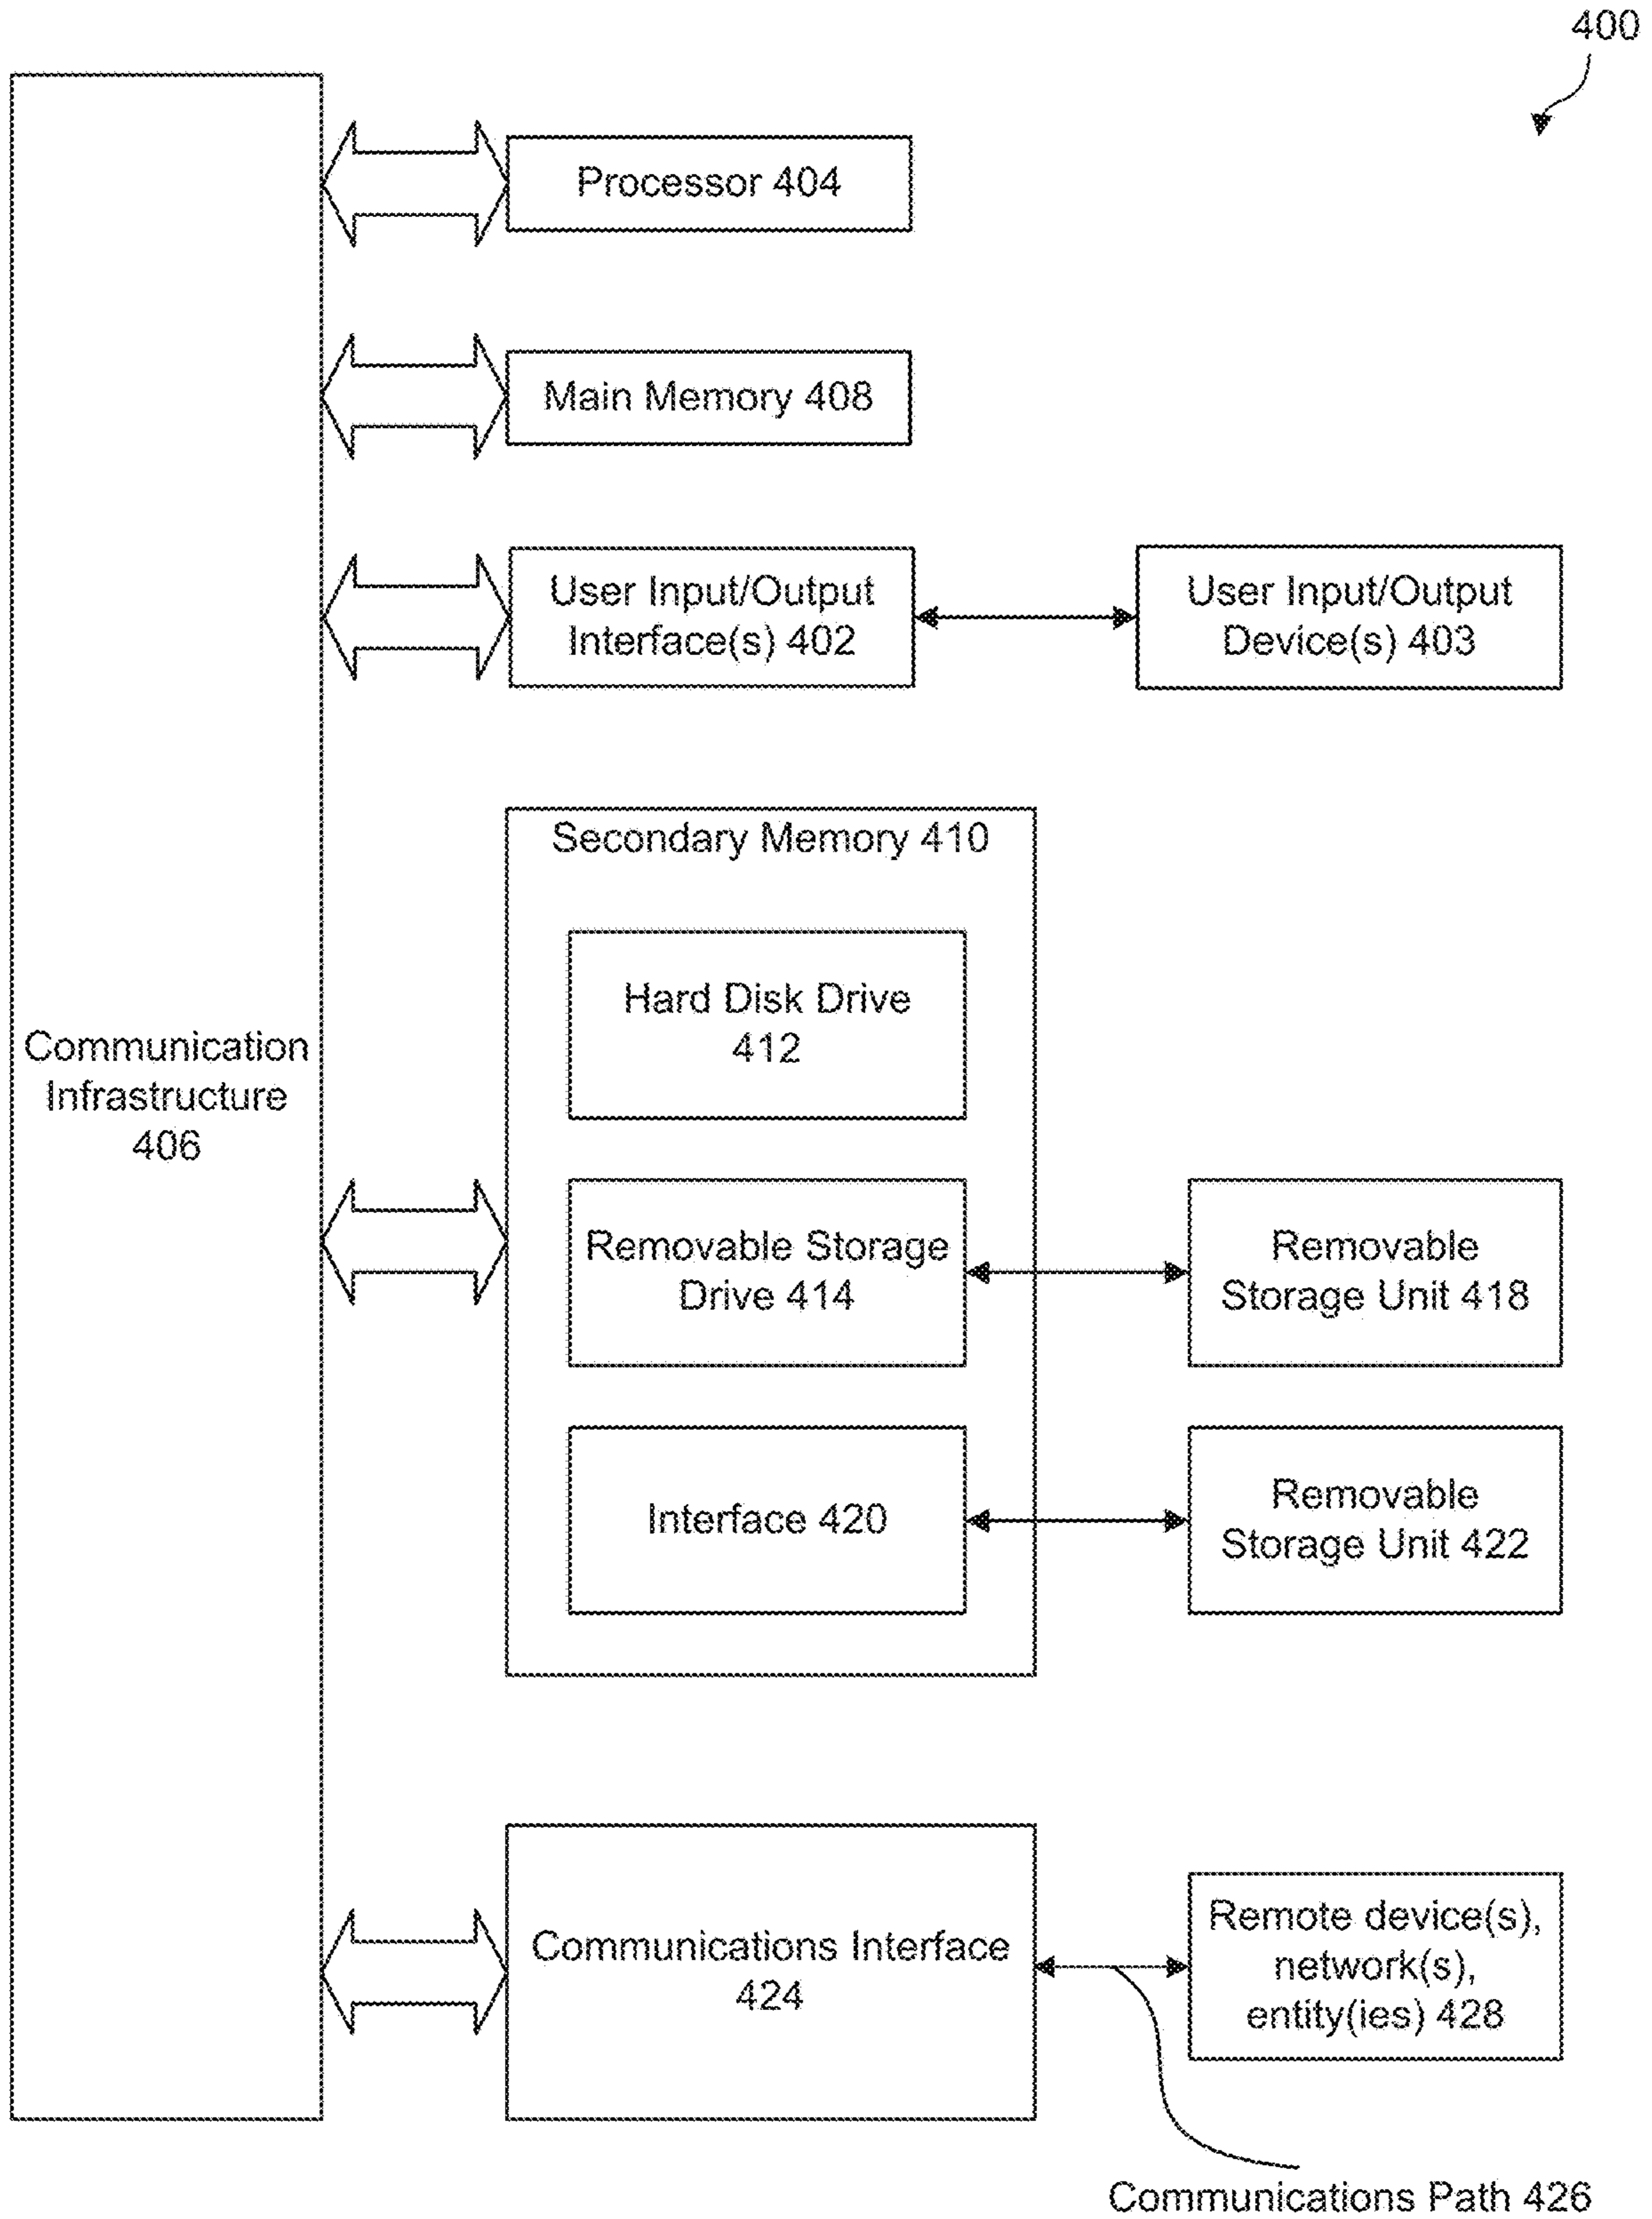 400
Processor 404
Main Memory 408
User Input/Output
Interface(s) 402
User Input/Output
Device(s) 403
Secondary Memory 410
Hard Disk Drive
412
Communication
Infrastructure
406
Removable Storage
Drive 414
Removable
Storage Unit 418
Interface 420
Removable
Storage Unit 422
Communications Interface
424
Remote device(s),
network(s),
entity(ies) 428
Communications Path 426